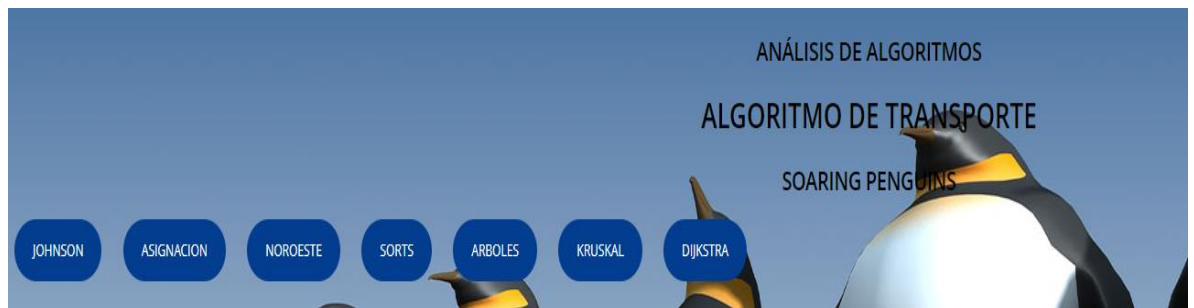 ANÁLISIS DE ALGORITMOS
ALGORITMO DE TRANSPORTE
SOARING PENGUINS
JOHNSON ASIGNACION NOROESTE SORTS ARBOLES KRUSKAL DIJKSTRA